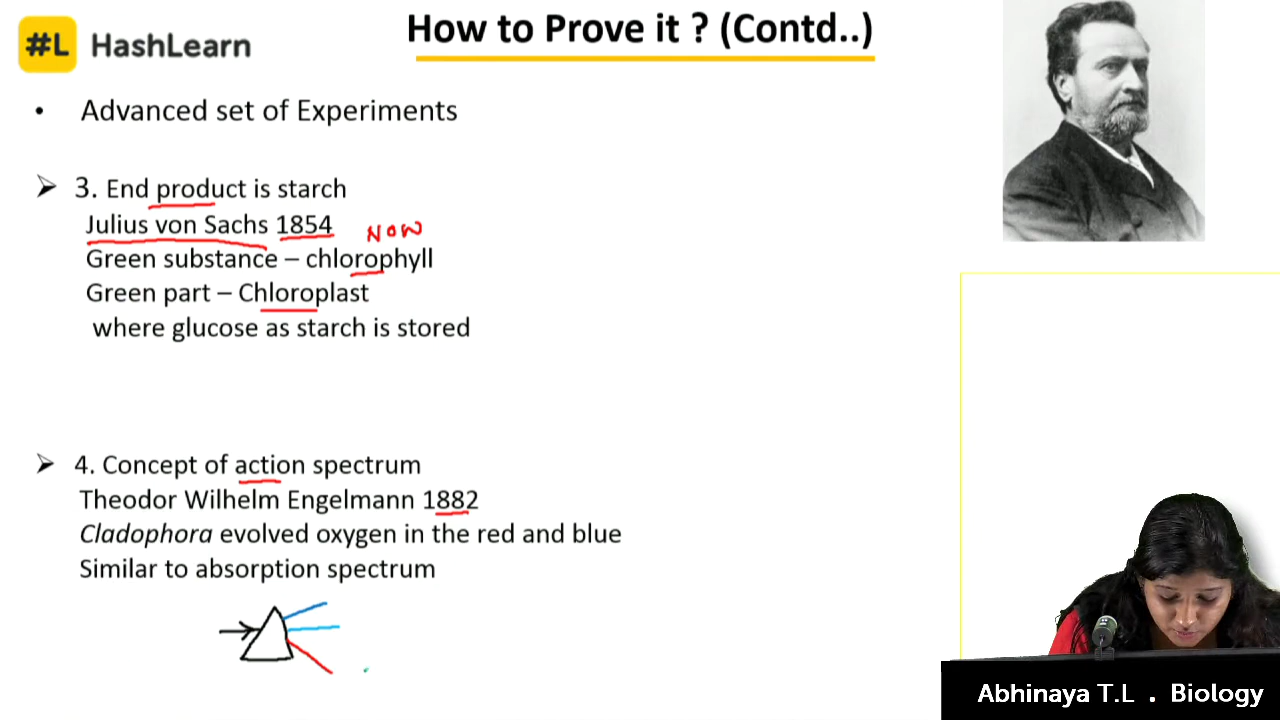 #L HashLearn
How to Prove it ? (Contd..)
• Advanced set of Experiments
➢ 3. End product is starch
Julius von Sachs 1854
NOW
Green substance – chlorophyll
Green part – Chloroplast
where glucose as starch is stored
➢ 4. Concept of action spectrum
Theodor Wilhelm Engelmann 1882
Cladophora evolved oxygen in the red and blue
Similar to absorption spectrum
Abhinaya T.L . Biology